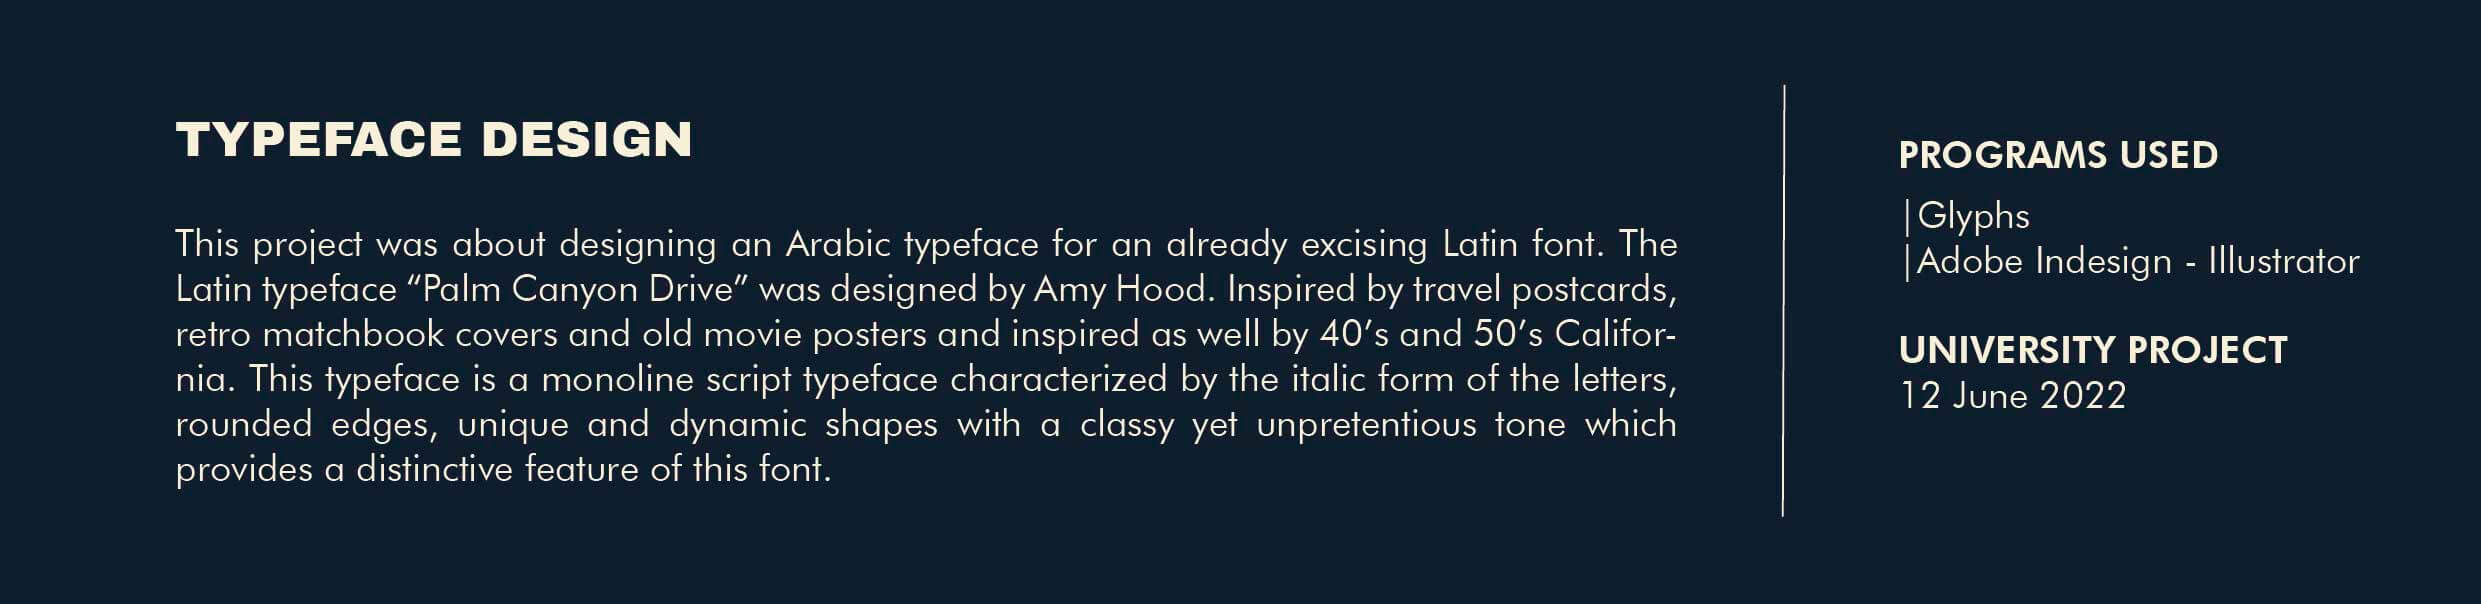 TYPEFACE DESIGN
This project was about designing an Arabic typeface for an already excising Latin font. The
Latin typeface “Palm Canyon Drive” was designed by Amy Hood. Inspired by travel postcards,
retro matchbook covers and old movie posters and inspired as well by 40’s and 50’s Califor-
nia. This typeface is a monoline script typeface characterized by the italic form of the letters,
rounded edges, unique and dynamic shapes with a classy yet unpretentious tone which
provides a distinctive feature of this font.
PROGRAMS USED
|Glyphs
|Adobe Indesign - Illustrator
UNIVERSITY PROJECT
12 June 2022